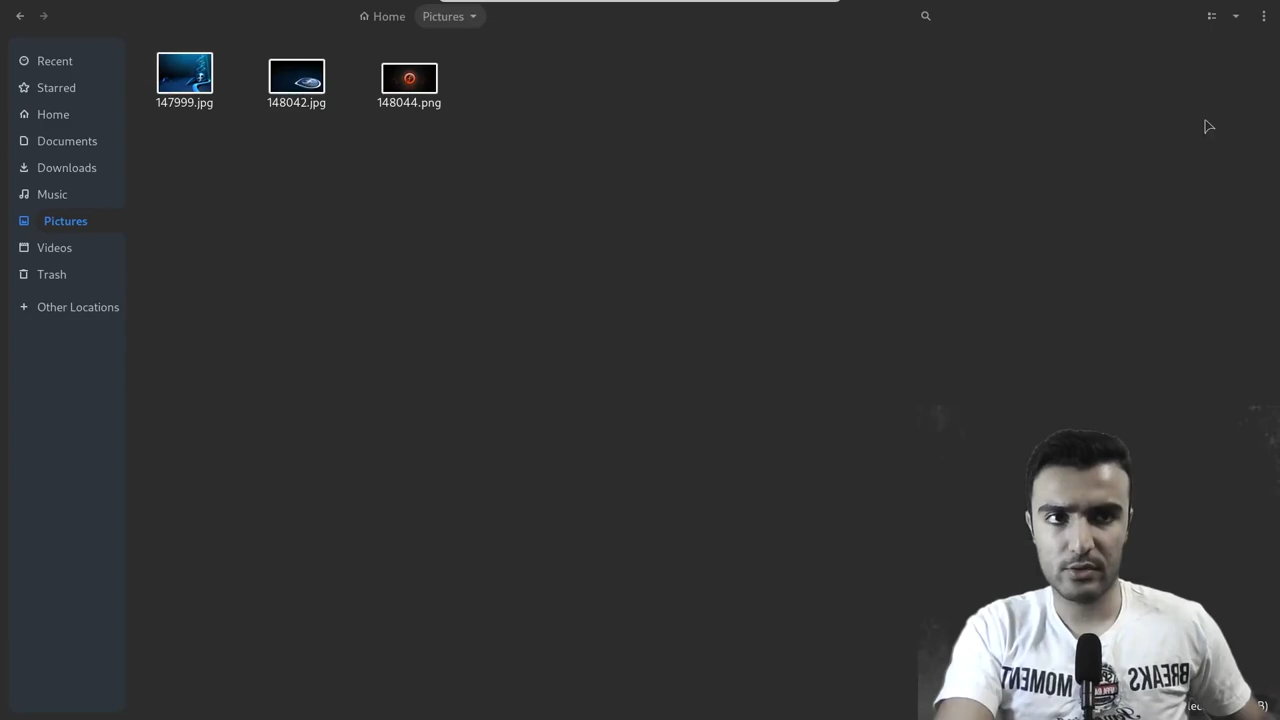 Home
Pictures
Recent
Starred
Home
Documents
Downloads
Music
Pictures
Videos
Trash
Other Locations
147999.jpg
148042.jpg
148044.png
MOMENT
BREAKS